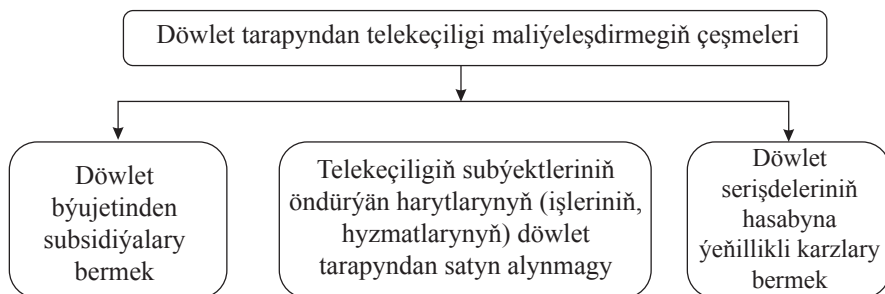 Döwlet tarapyndan telekeçiligi maliýeleşdirmegiň çeşmeleri
Döwlet
býujetinden
subsidiýalary
bermek
Telekeçiligiň subýektleriniň
öndürýän harytlarynyň (işleriniň,
hyzmatlarynyň) döwlet
tarapyndan satyn alynmagy
Döwlet
serişdeleriniň
hasabyna
ýeňillikli karzlary
bermek